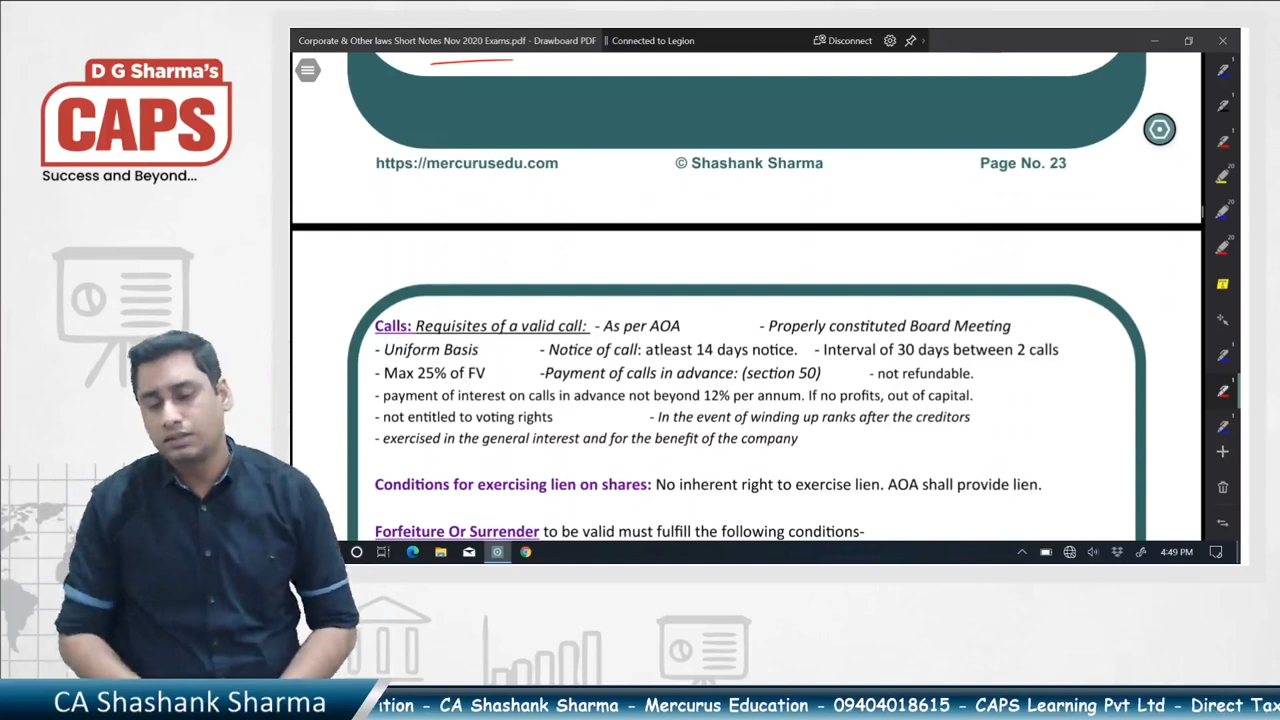 Corporate & Other laws Short Notes Nov 2020 Exams.pdf - Drawboard PDF || Connected to Legion Disconnect
D G Sharma's
CAPS
Success and Beyond...
https://mercurusedu.com © Shashank Sharma Page No. 23
Calls: Requisites of a valid call: - As per AOA - Properly constituted Board Meeting
- Uniform Basis - Notice of call: atleast 14 days notice. - Interval of 30 days between 2 calls
- Max 25% of FV -Payment of calls in advance: (section 50) - not refundable.
- payment of interest on calls in advance not beyond 12% per annum. If no profits, out of capital.
- not entitled to voting rights - In the event of winding up ranks after the creditors
- exercised in the general interest and for the benefit of the company
Conditions for exercising lien on shares: No inherent right to exercise lien. AOA shall provide lien.
Forfeiture Or Surrender to be valid must fulfill the following conditions-
4:49 PM
CA Shashank Sharma
ition - CA Shashank Sharma - Mercurus Education - 09404018615 - CAPS Learning Pvt Ltd - Direct Tax